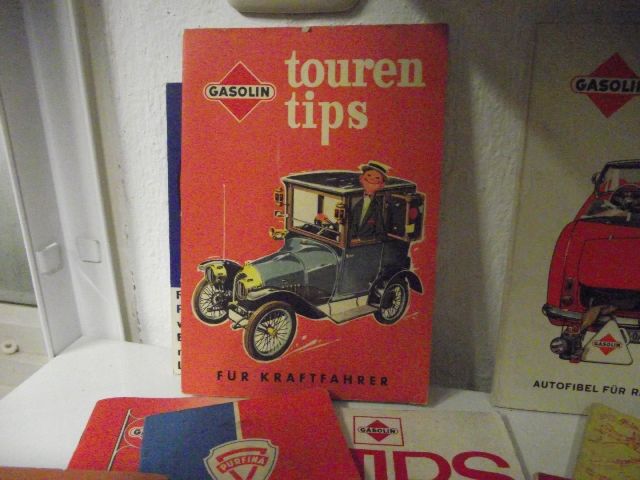 GASOLIN
touren
tips
FÜR KRAFTFAHRER
GASOLIN
GASOLIN
AUTOFIBEL FÜR
PURFINA
GASOLIN
TIPS